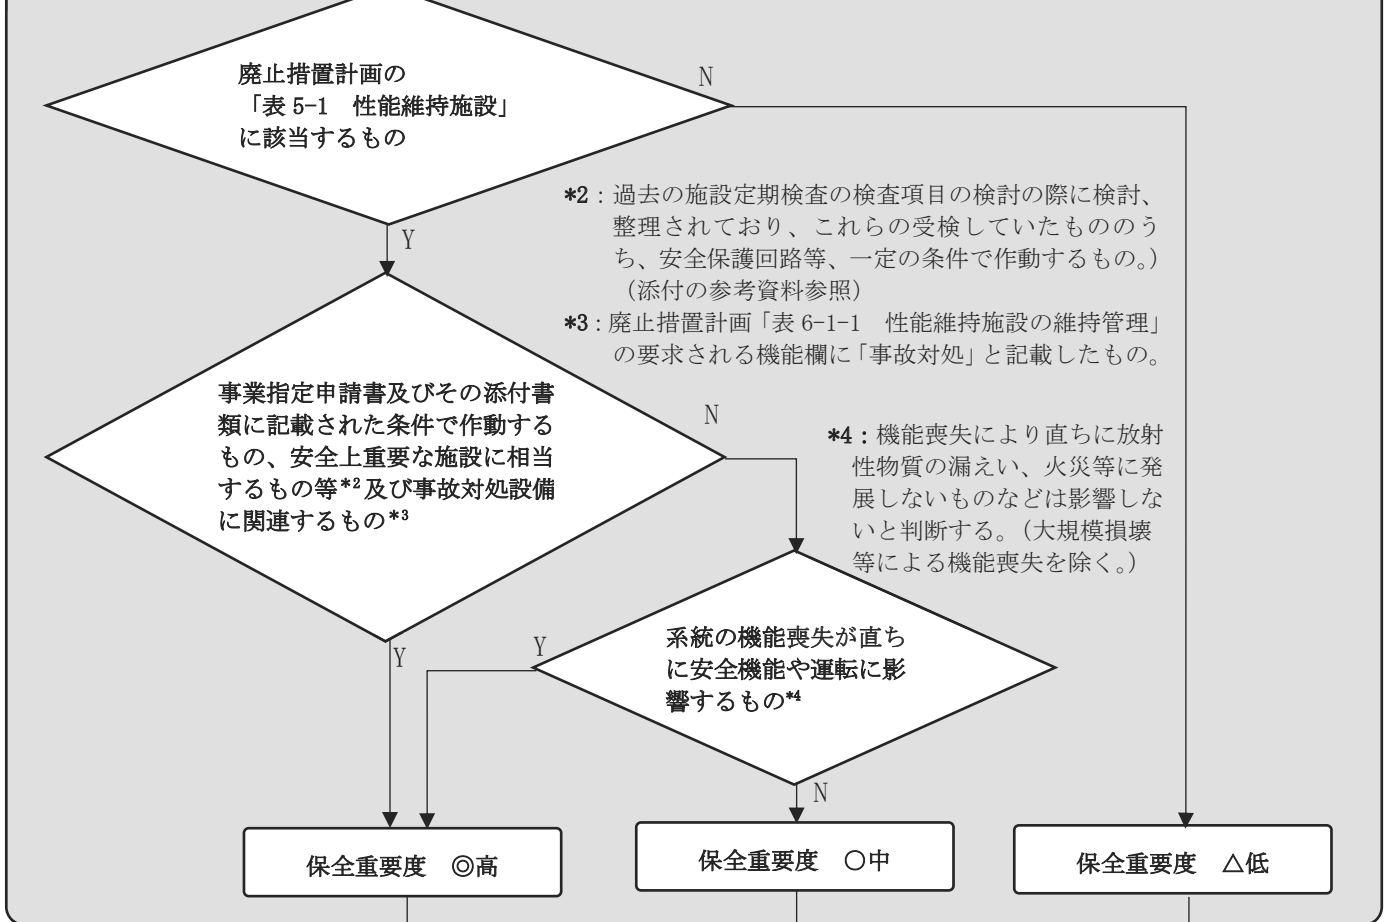 廃止措置計画の
「表 5-1　性能維持施設」
に該当するもの
N
Y
*2：過去の施設定期検査の検査項目の検討の際に検討、
整理されており、これらの受検していたもののう
ち、安全保護回路等、一定の条件で作動するもの。）
（添付の参考資料参照）
*3：廃止措置計画「表 6-1-1　性能維持施設の維持管理」
の要求される機能欄に「事故対処」と記載したもの。
事業指定申請書及びその添付書
類に記載された条件で作動する
もの、安全上重要な施設に相当
するもの等*2 及び事故対処設備
に関連するもの*3
N
Y
*4：機能喪失により直ちに放射
性物質の漏えい、火災等に発
展しないものなどは影響しな
いと判断する。（大規模損壊
等による機能喪失を除く。）
系統の機能喪失が直ち
に安全機能や運転に影
響するもの*4
Y
N
保全重要度　◎高
保全重要度　○中
保全重要度　△低